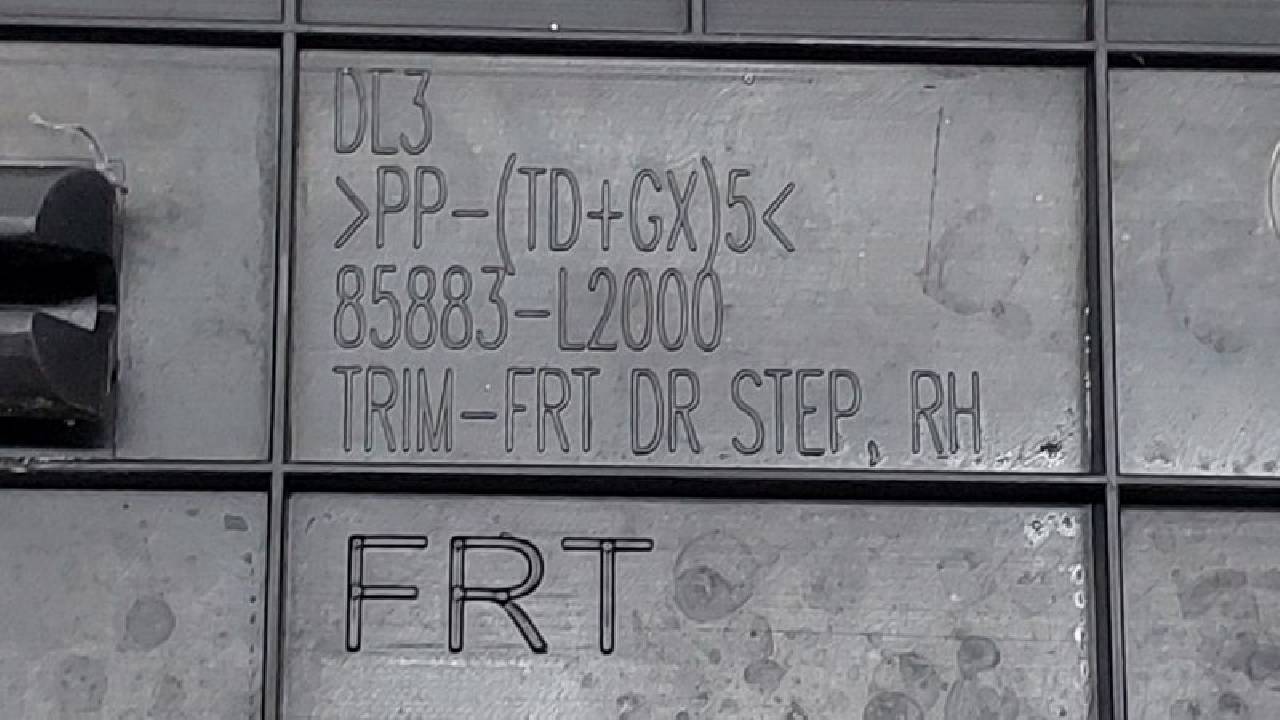 DL3
>PP-(TD+GX)5<
85883-L2000
TRIM-FRT DR STEP, RH
FRT